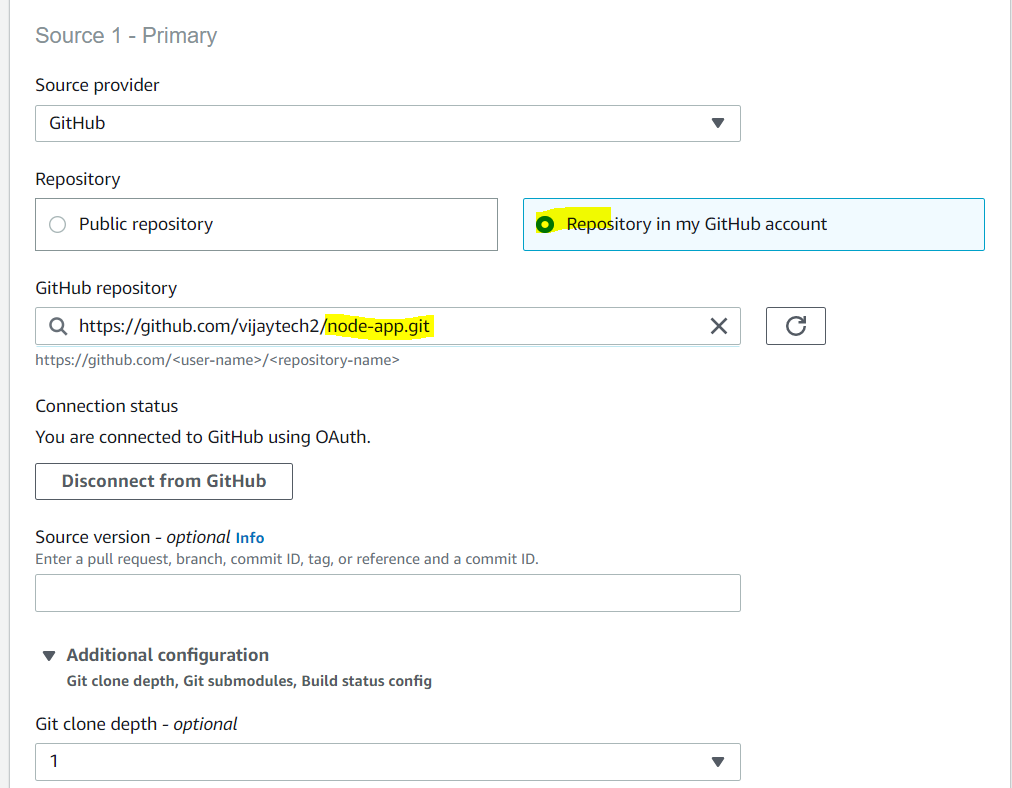 Source 1 - Primary
Source provider
GitHub
Repository
Public repository
Repository in my GitHub account
GitHub repository
https://github.com/vijaytech2/node-app.git
https://github.com/<user-name>/<repository-name>
Connection status
You are connected to GitHub using OAuth.
Disconnect from GitHub
Source version - optional Info
Enter a pull request, branch, commit ID, tag, or reference and a commit ID.
Additional configuration
Git clone depth, Git submodules, Build status config
Git clone depth - optional
1